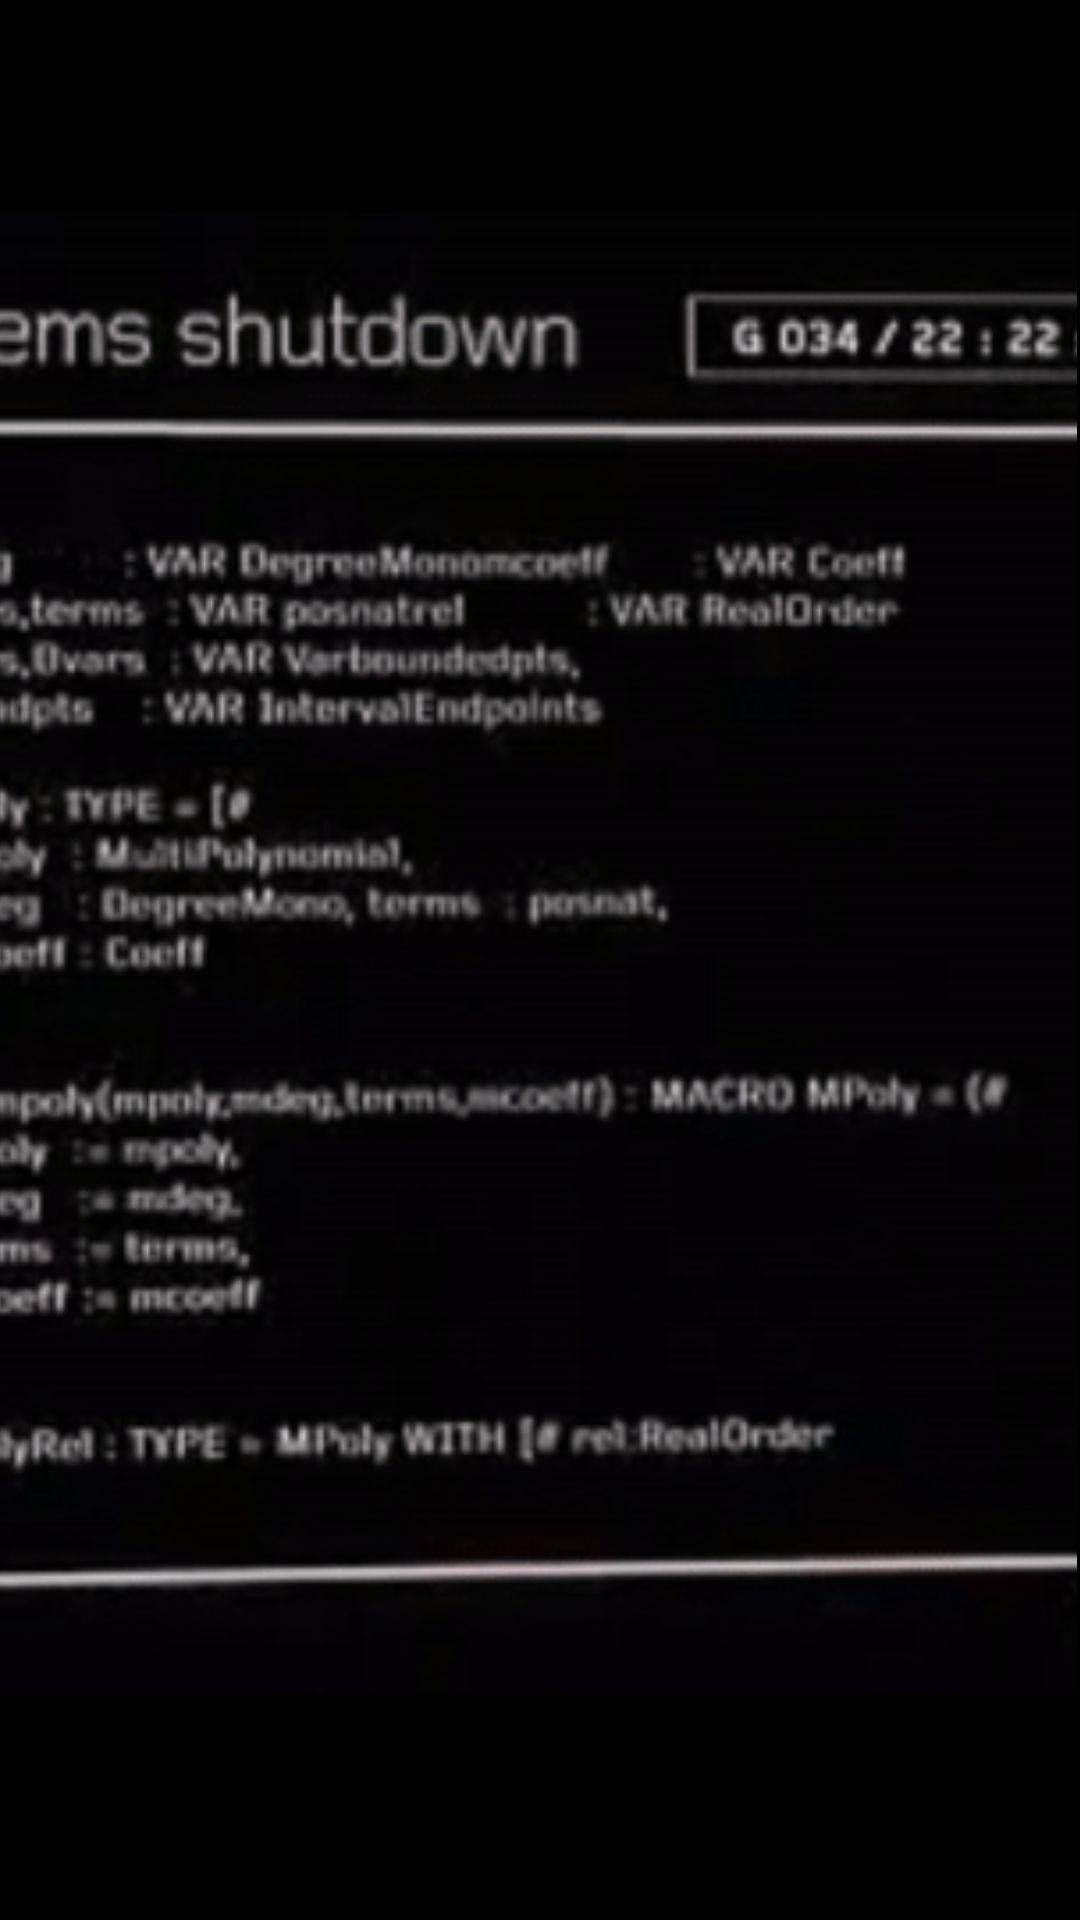 ems shutdown
G 034 / 22 : 22 :
g : VAR DegreeMonomcoeff : VAR Coeff
s,terms : VAR posnatrel : VAR RealOrder
s,Bvars : VAR Varboundedpts,
ndpts : VAR IntervalEndpoints
ly : TYPE = [#
oly : MultiPolynomial,
eg : DegreeMono, terms : posnat,
oeff : Coeff
mpoly(mpoly,mdeg,terms,mcoeff) : MACRO MPoly = (#
oly := mpoly,
eg := mdeg,
ms := terms,
oeff := mcoeff
lyRel : TYPE = MPoly WITH [# rel:RealOrder